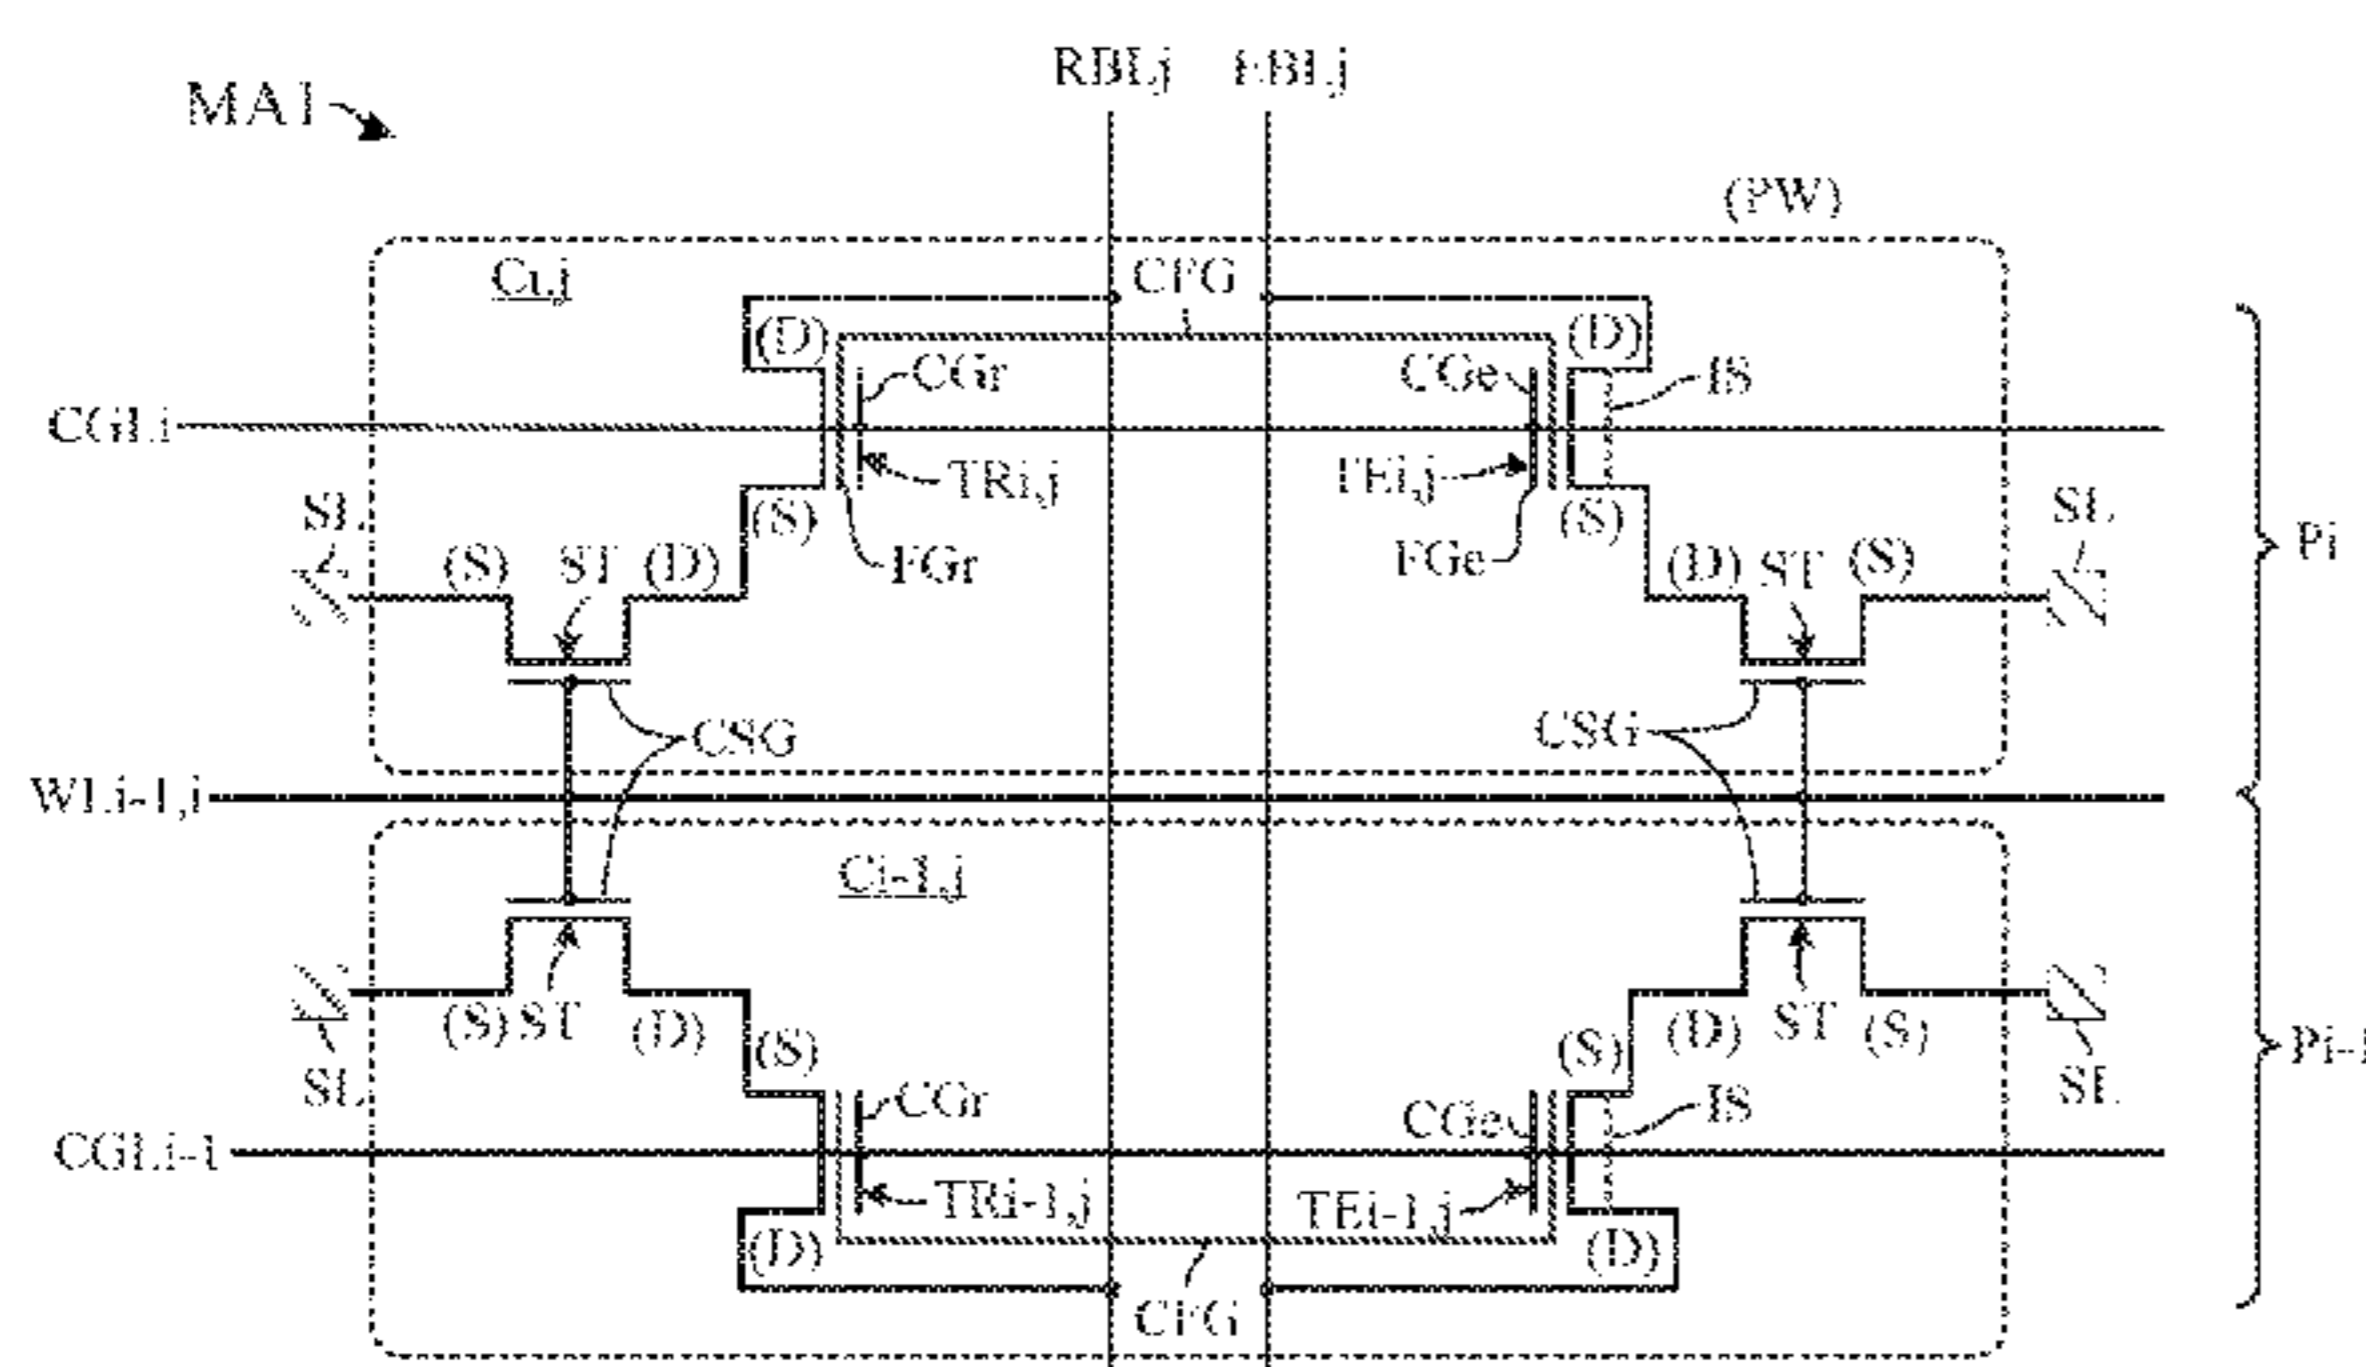 RBLj EBLj
MA1
(PW)
Ci,j
CFG
(D) (D)
CGr CGe IS
CGLi
TRi,j TEi,j
SL (S) (S) SL
Pi
(S) ST (D) FGr FGe (D) ST (S)
CSG CSG
WLi-1,i
Ci-1,j
(S) ST (D) (S) (S) (D) ST (S)
Pi-1
SL CGr CGe IS SL
CGLi-1
TRi-1,j TEi-1,j
(D) (D)
CFG